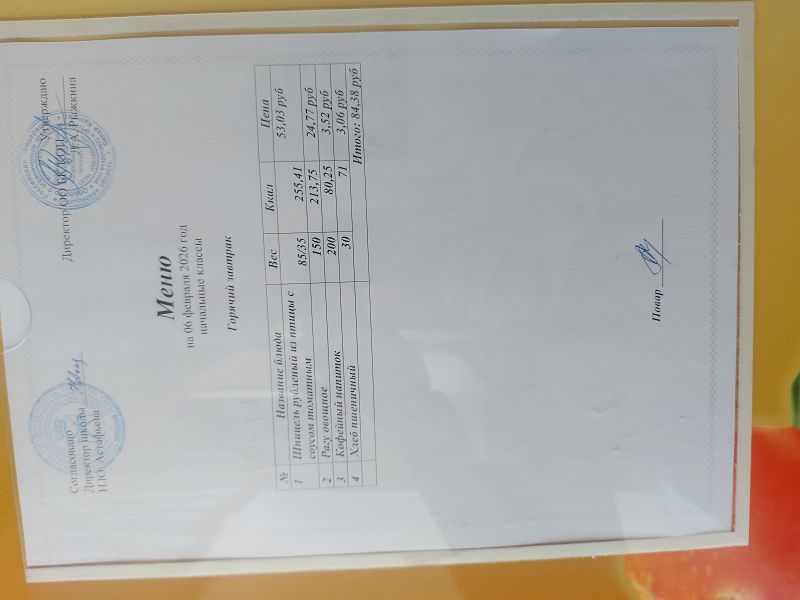 Согласовано
Директор школы
Н.Ю. Астафьева
Утверждаю
Директор ООО
Т.А. Рыжкина
Меню
на 06 февраля 2026 год
начальные классы
Горячий завтрак
№ Название блюда Вес Ккал Цена
1 Шницель рубленый из птицы с соусом томатным 85/35 255,41 53,03 руб
2 Рагу овощное 150 213,75 24,77 руб
3 Кофейный напиток 200 80,25 3,52 руб
4 Хлеб пшеничный 30 71 3,06 руб
Итого: 84,38 руб
Повар